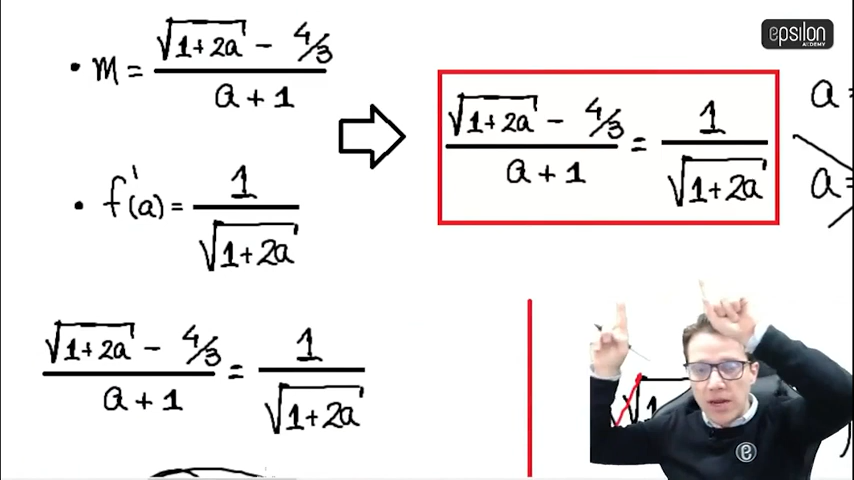 epsilon
ACADEMY
• m = (√(1+2a) − 4/3) / (a+1)
(√(1+2a) − 4/3) / (a+1) = 1 / √(1+2a)
a =
a =
• f'(a) = 1 / √(1+2a)
(√(1+2a) − 4/3) / (a+1) = 1 / √(1+2a)